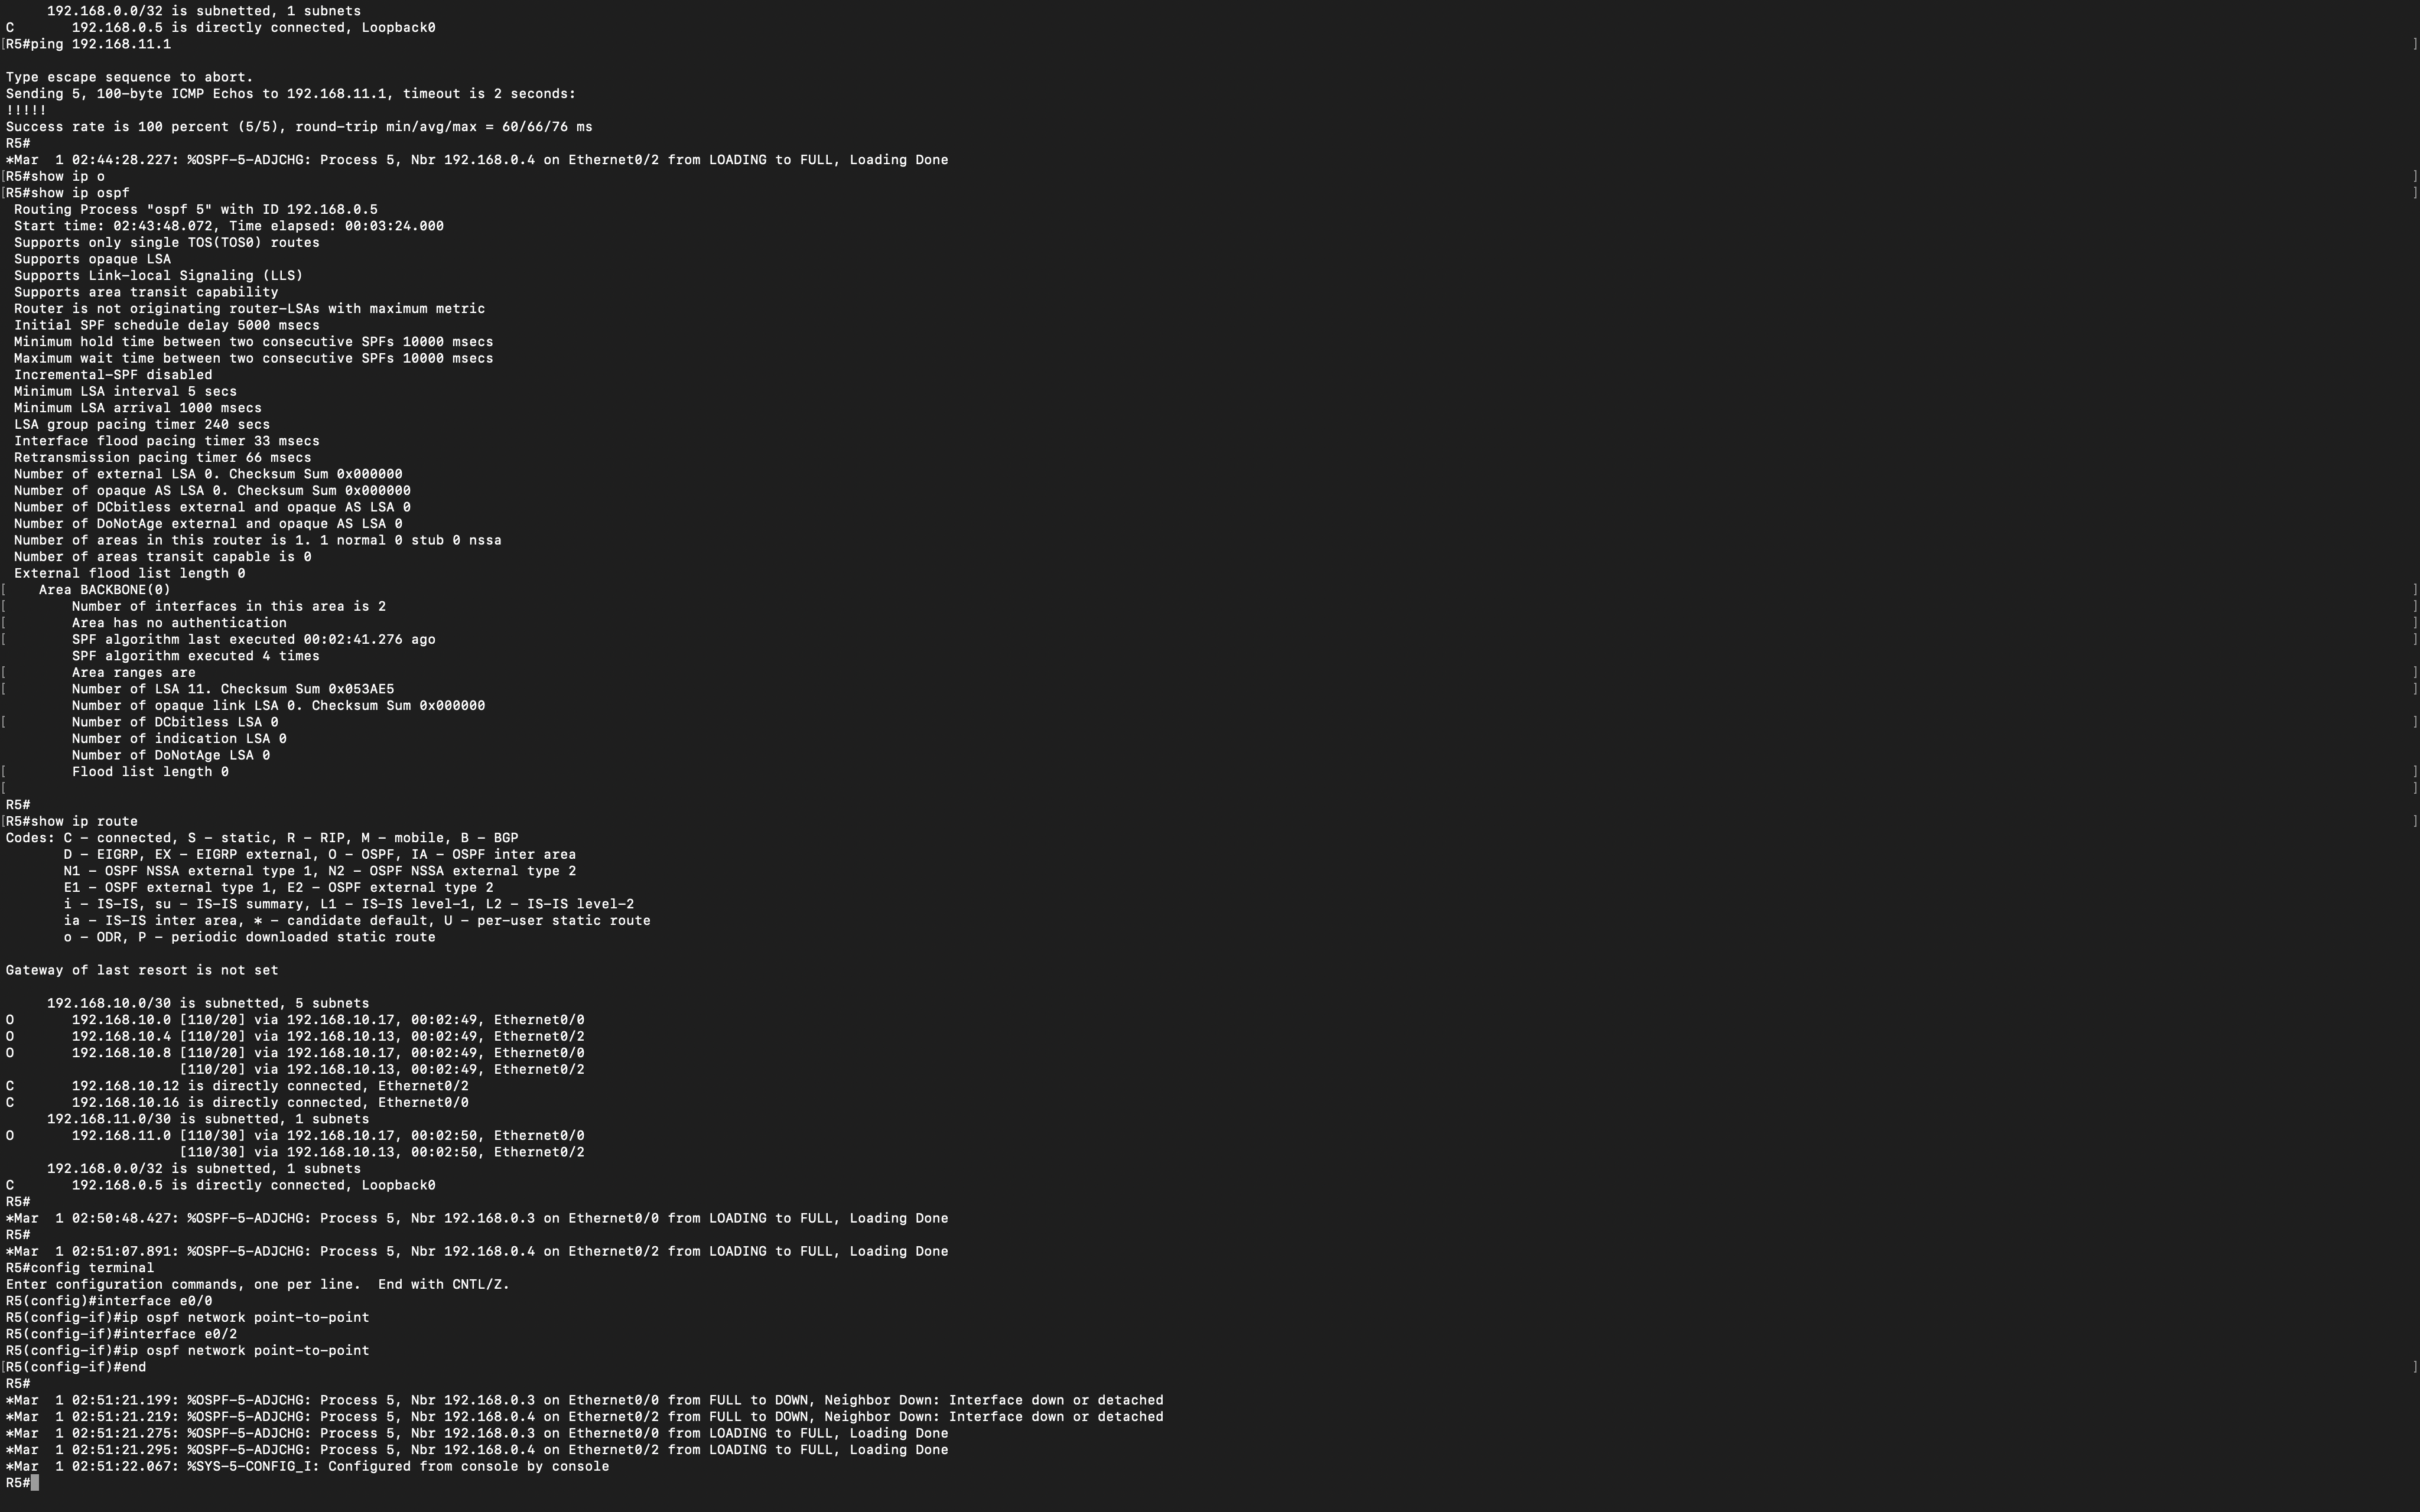 192.168.0.0/32 is subnetted, 1 subnets
C       192.168.0.5 is directly connected, Loopback0
[R5#ping 192.168.11.1 ]

Type escape sequence to abort.
Sending 5, 100-byte ICMP Echos to 192.168.11.1, timeout is 2 seconds:
!!!!!
Success rate is 100 percent (5/5), round-trip min/avg/max = 60/66/76 ms
R5#
*Mar  1 02:44:28.227: %OSPF-5-ADJCHG: Process 5, Nbr 192.168.0.4 on Ethernet0/2 from LOADING to FULL, Loading Done
[R5#show ip o ]
[R5#show ip ospf ]
 Routing Process "ospf 5" with ID 192.168.0.5
 Start time: 02:43:48.072, Time elapsed: 00:03:24.000
 Supports only single TOS(TOS0) routes
 Supports opaque LSA
 Supports Link-local Signaling (LLS)
 Supports area transit capability
 Router is not originating router-LSAs with maximum metric
 Initial SPF schedule delay 5000 msecs
 Minimum hold time between two consecutive SPFs 10000 msecs
 Maximum wait time between two consecutive SPFs 10000 msecs
 Incremental-SPF disabled
 Minimum LSA interval 5 secs
 Minimum LSA arrival 1000 msecs
 LSA group pacing timer 240 secs
 Interface flood pacing timer 33 msecs
 Retransmission pacing timer 66 msecs
 Number of external LSA 0. Checksum Sum 0x000000
 Number of opaque AS LSA 0. Checksum Sum 0x000000
 Number of DCbitless external and opaque AS LSA 0
 Number of DoNotAge external and opaque AS LSA 0
 Number of areas in this router is 1. 1 normal 0 stub 0 nssa
 Number of areas transit capable is 0
 External flood list length 0
[    Area BACKBONE(0) ]
[        Number of interfaces in this area is 2 ]
[        Area has no authentication ]
[        SPF algorithm last executed 00:02:41.276 ago ]
        SPF algorithm executed 4 times
[        Area ranges are ]
[        Number of LSA 11. Checksum Sum 0x053AE5 ]
        Number of opaque link LSA 0. Checksum Sum 0x000000
[        Number of DCbitless LSA 0 ]
        Number of indication LSA 0
        Number of DoNotAge LSA 0
[        Flood list length 0 ]
[ ]
R5#
[R5#show ip route ]
Codes: C - connected, S - static, R - RIP, M - mobile, B - BGP
       D - EIGRP, EX - EIGRP external, O - OSPF, IA - OSPF inter area
       N1 - OSPF NSSA external type 1, N2 - OSPF NSSA external type 2
       E1 - OSPF external type 1, E2 - OSPF external type 2
       i - IS-IS, su - IS-IS summary, L1 - IS-IS level-1, L2 - IS-IS level-2
       ia - IS-IS inter area, * - candidate default, U - per-user static route
       o - ODR, P - periodic downloaded static route

Gateway of last resort is not set

     192.168.10.0/30 is subnetted, 5 subnets
O       192.168.10.0 [110/20] via 192.168.10.17, 00:02:49, Ethernet0/0
O       192.168.10.4 [110/20] via 192.168.10.13, 00:02:49, Ethernet0/2
O       192.168.10.8 [110/20] via 192.168.10.17, 00:02:49, Ethernet0/0
                     [110/20] via 192.168.10.13, 00:02:49, Ethernet0/2
C       192.168.10.12 is directly connected, Ethernet0/2
C       192.168.10.16 is directly connected, Ethernet0/0
     192.168.11.0/30 is subnetted, 1 subnets
O       192.168.11.0 [110/30] via 192.168.10.17, 00:02:50, Ethernet0/0
                     [110/30] via 192.168.10.13, 00:02:50, Ethernet0/2
     192.168.0.0/32 is subnetted, 1 subnets
C       192.168.0.5 is directly connected, Loopback0
R5#
*Mar  1 02:50:48.427: %OSPF-5-ADJCHG: Process 5, Nbr 192.168.0.3 on Ethernet0/0 from LOADING to FULL, Loading Done
R5#
*Mar  1 02:51:07.891: %OSPF-5-ADJCHG: Process 5, Nbr 192.168.0.4 on Ethernet0/2 from LOADING to FULL, Loading Done
R5#config terminal
Enter configuration commands, one per line.  End with CNTL/Z.
R5(config)#interface e0/0
R5(config-if)#ip ospf network point-to-point
R5(config-if)#interface e0/2
R5(config-if)#ip ospf network point-to-point
[R5(config-if)#end ]
R5#
*Mar  1 02:51:21.199: %OSPF-5-ADJCHG: Process 5, Nbr 192.168.0.3 on Ethernet0/0 from FULL to DOWN, Neighbor Down: Interface down or detached
*Mar  1 02:51:21.219: %OSPF-5-ADJCHG: Process 5, Nbr 192.168.0.4 on Ethernet0/2 from FULL to DOWN, Neighbor Down: Interface down or detached
*Mar  1 02:51:21.275: %OSPF-5-ADJCHG: Process 5, Nbr 192.168.0.3 on Ethernet0/0 from LOADING to FULL, Loading Done
*Mar  1 02:51:21.295: %OSPF-5-ADJCHG: Process 5, Nbr 192.168.0.4 on Ethernet0/2 from LOADING to FULL, Loading Done
*Mar  1 02:51:22.067: %SYS-5-CONFIG_I: Configured from console by console
R5#